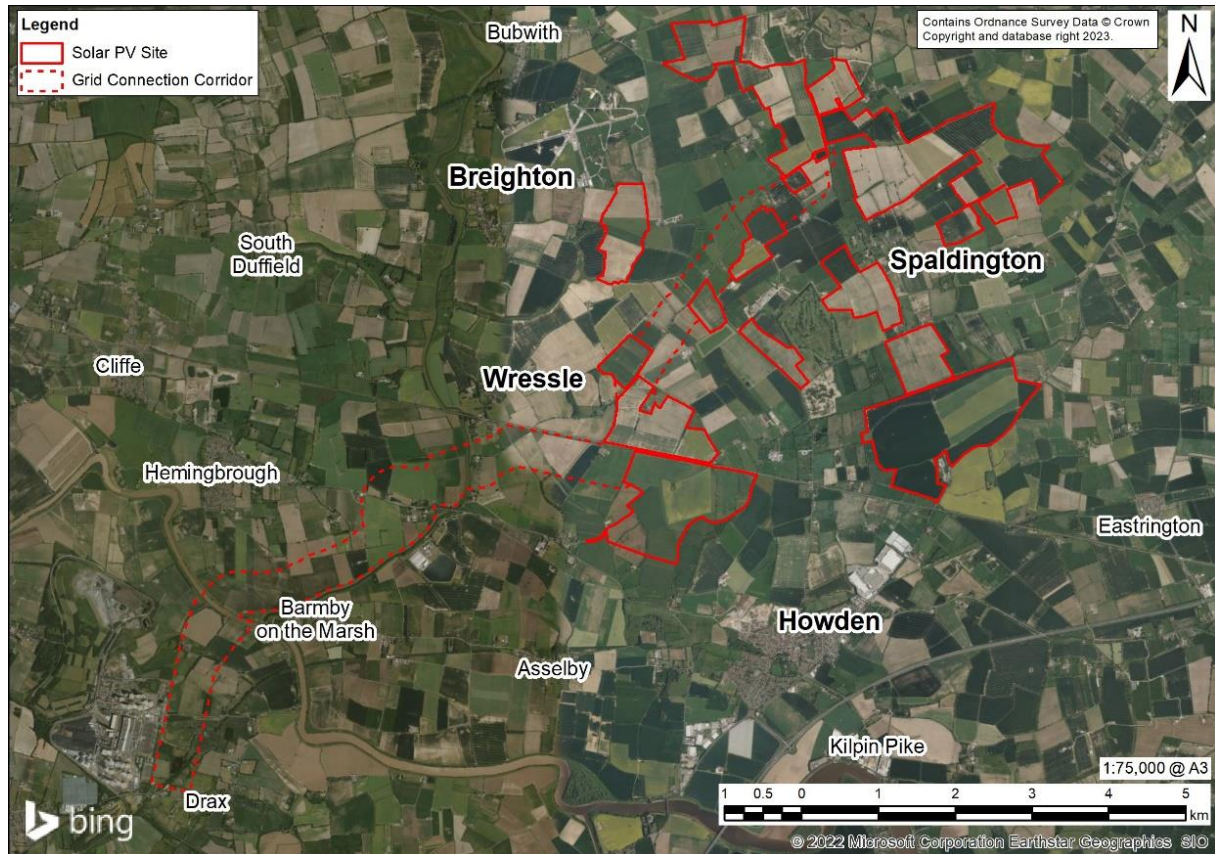 Legend
Solar PV Site
Grid Connection Corridor
Contains Ordnance Survey Data © Crown
Copyright and database right 2023.
N
Bubwith
Breighton
South
Duffield
Spaldington
Cliffe
Wressle
Hemingbrough
Eastrington
Barmby
on the Marsh
Howden
Asselby
Kilpin Pike
Drax
1:75,000 @ A3
1 0.5 0 1 2 3 4 5
km
bing
© 2022 Microsoft Corporation Earthstar Geographics SIO